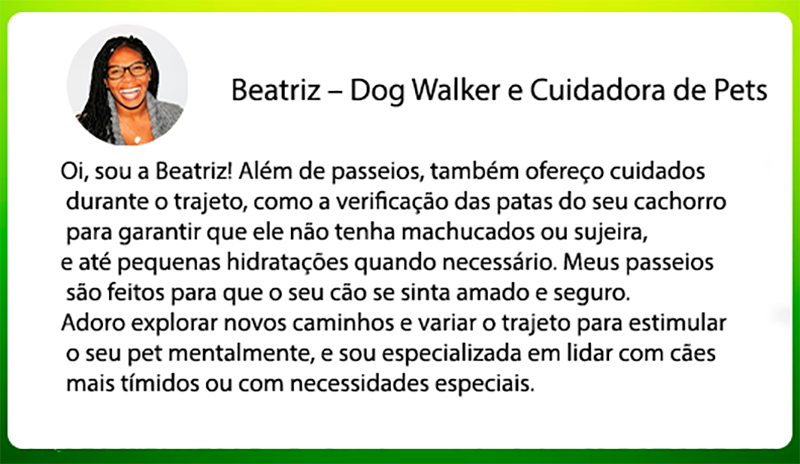 Beatriz – Dog Walker e Cuidadora de Pets
Oi, sou a Beatriz! Além de passeios, também ofereço cuidados
durante o trajeto, como a verificação das patas do seu cachorro
para garantir que ele não tenha machucados ou sujeira,
e até pequenas hidratações quando necessário. Meus passeios
são feitos para que o seu cão se sinta amado e seguro.
Adoro explorar novos caminhos e variar o trajeto para estimular
o seu pet mentalmente, e sou especializada em lidar com cães
mais tímidos ou com necessidades especiais.